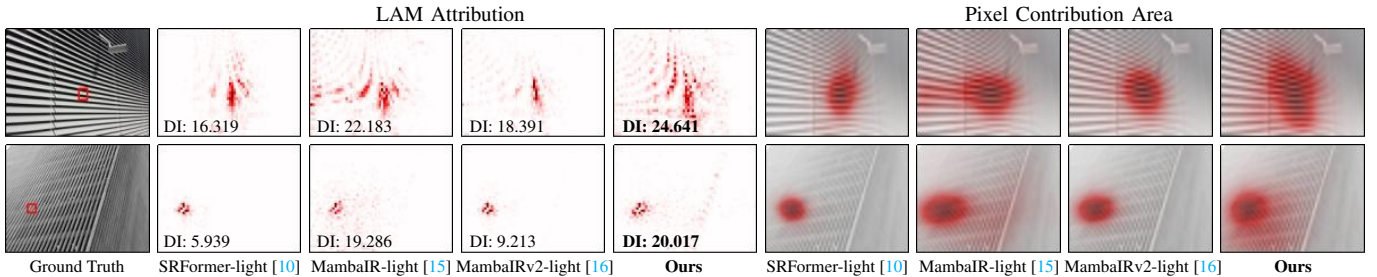 LAM Attribution Pixel Contribution Area
DI: 16.319 DI: 22.183 DI: 18.391 DI: 24.641
DI: 5.939 DI: 19.286 DI: 9.213 DI: 20.017
Ground Truth SRFormer-light [10] MambaIR-light [15] MambaIRv2-light [16] Ours SRFormer-light [10] MambaIR-light [15] MambaIRv2-light [16] Ours